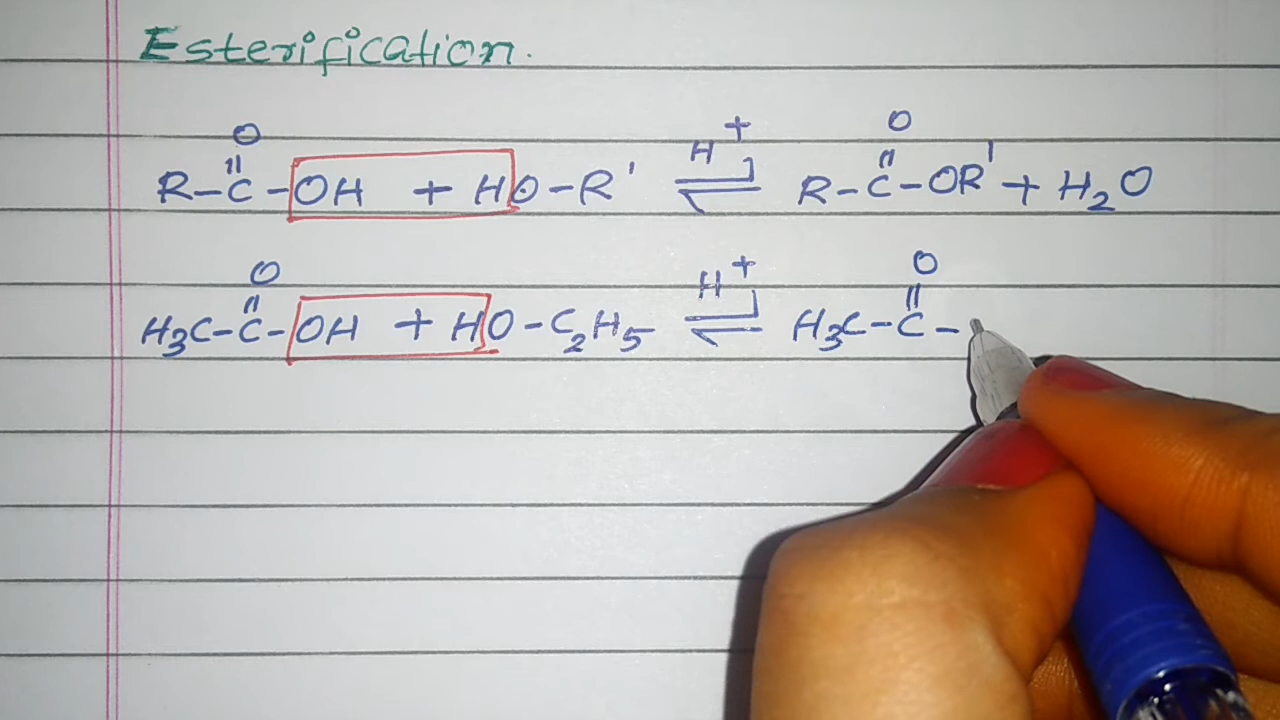 Esterification.
O O
|| H+ ||
R-C-OH + HO-R' ⇌ R-C-OR' + H2O
O O
|| H+ ||
H3C-C-OH + HO-C2H5 ⇌ H3C-C-